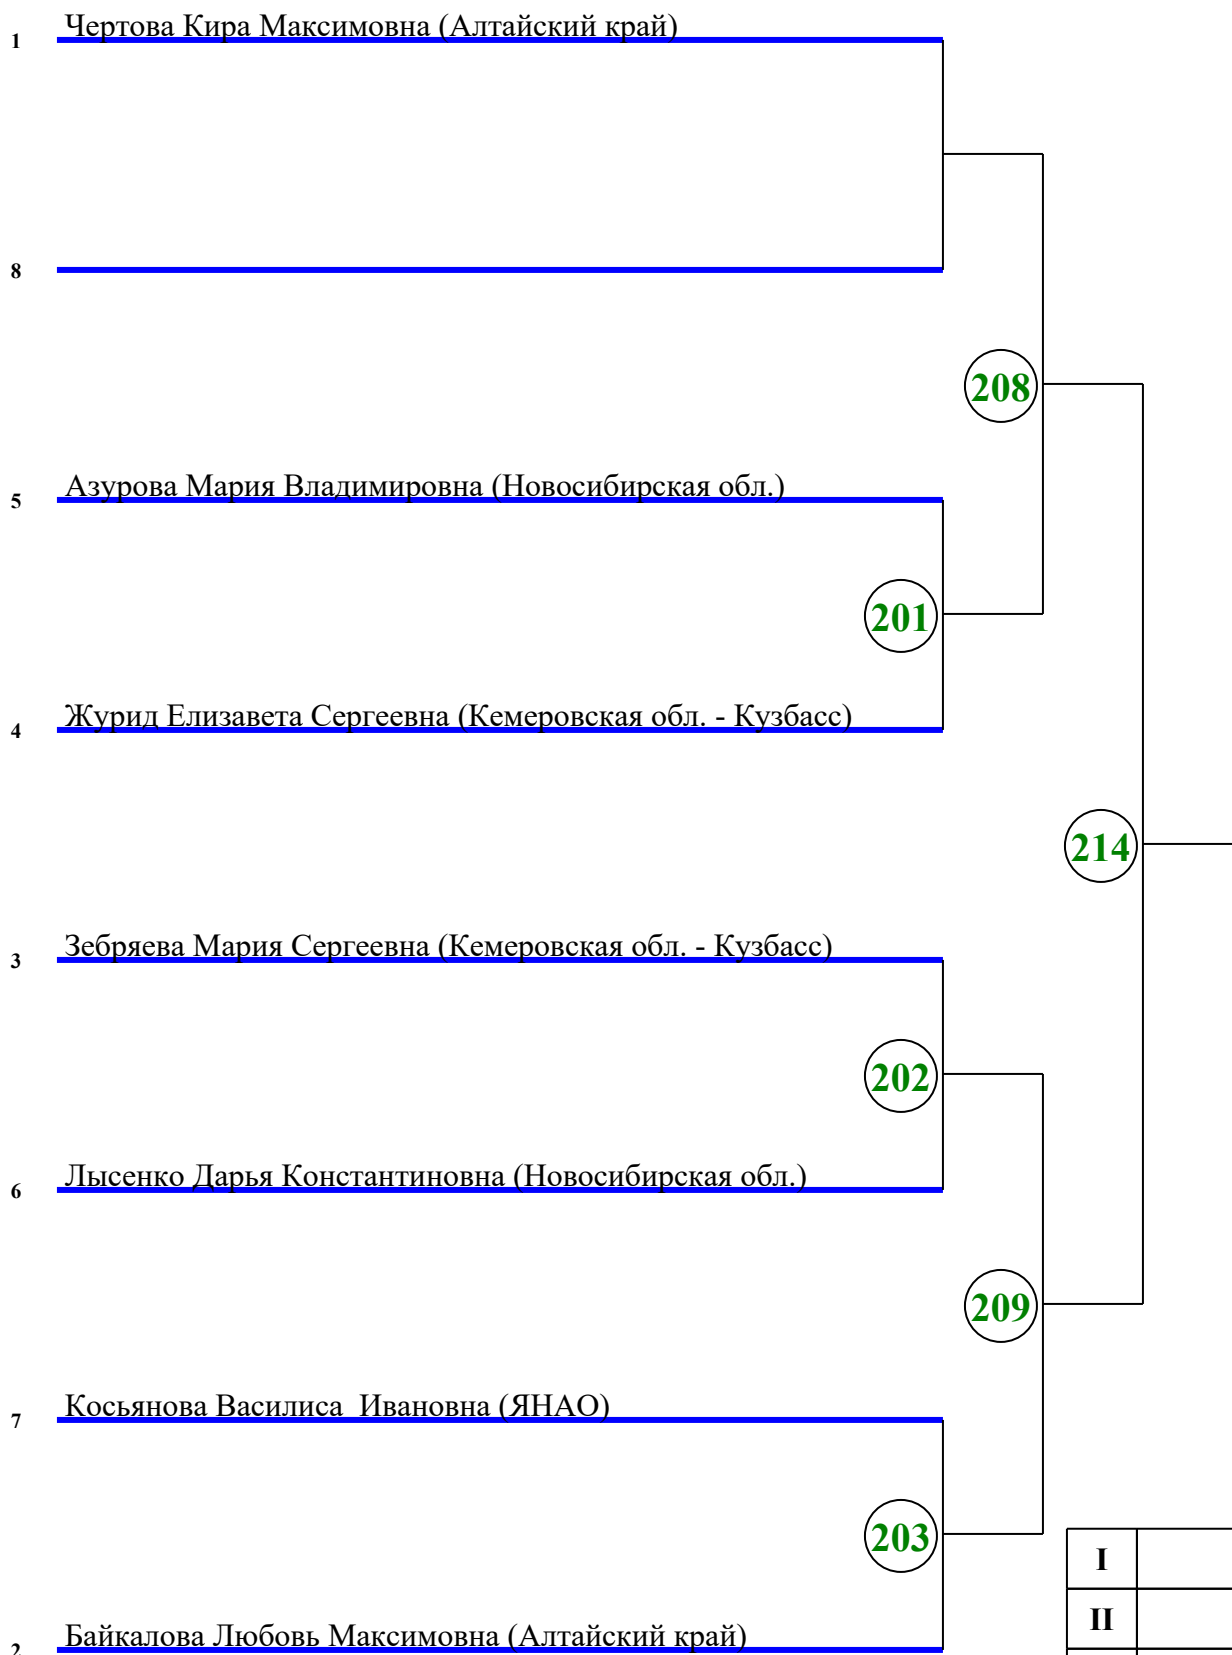 1 Чертова Кира Максимовна (Алтайский край)
8
208
5 Азурова Мария Владимировна (Новосибирская обл.)
201
4 Журид Елизавета Сергеевна (Кемеровская обл. - Кузбасс)
214
3 Зебряева Мария Сергеевна (Кемеровская обл. - Кузбасс)
202
6 Лысенко Дарья Константиновна (Новосибирская обл.)
209
7 Косьянова Василиса  Ивановна (ЯНАО)
203
I
II
2 Байкалова Любовь Максимовна (Алтайский край)